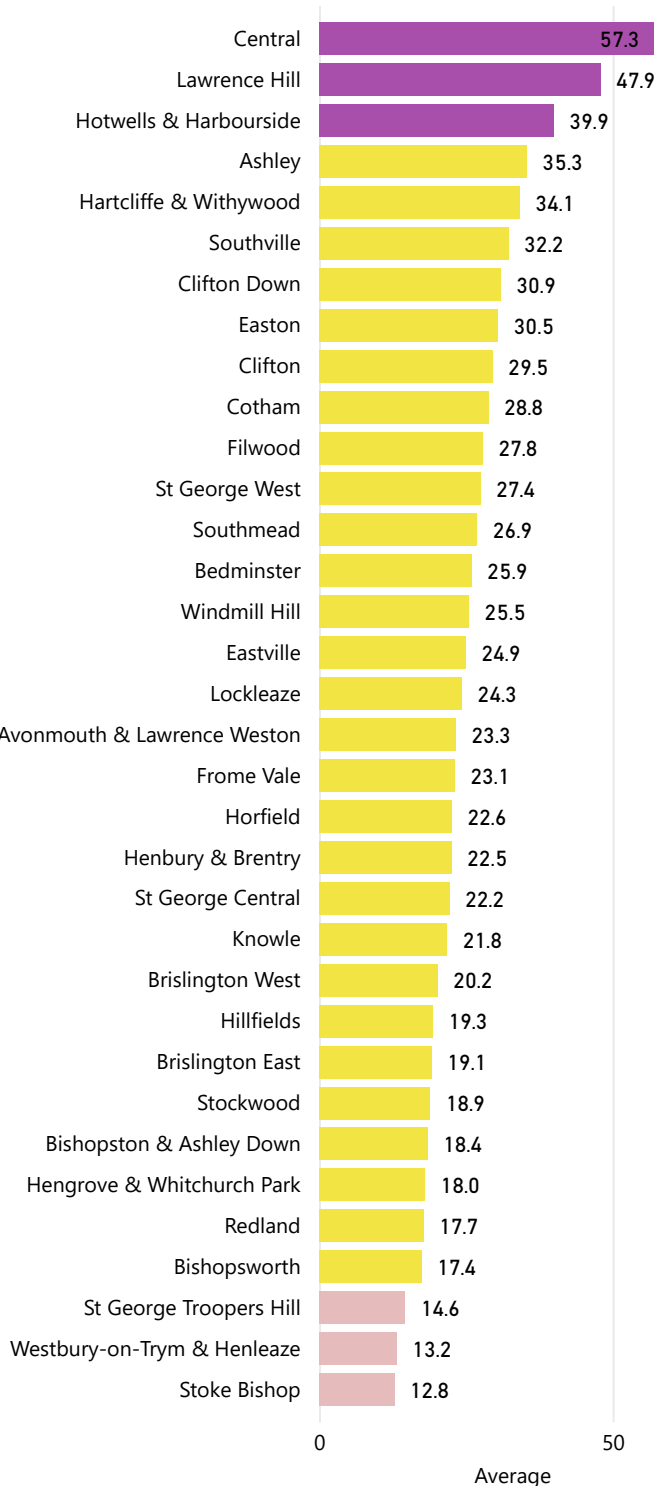 Central 57.3
Lawrence Hill 47.9
Hotwells & Harbourside 39.9
Ashley 35.3
Hartcliffe & Withywood 34.1
Southville 32.2
Clifton Down 30.9
Easton 30.5
Clifton 29.5
Cotham 28.8
Filwood 27.8
St George West 27.4
Southmead 26.9
Bedminster 25.9
Windmill Hill 25.5
Eastville 24.9
Lockleaze 24.3
Avonmouth & Lawrence Weston 23.3
Frome Vale 23.1
Horfield 22.6
Henbury & Brentry 22.5
St George Central 22.2
Knowle 21.8
Brislington West 20.2
Hillfields 19.3
Brislington East 19.1
Stockwood 18.9
Bishopston & Ashley Down 18.4
Hengrove & Whitchurch Park 18.0
Redland 17.7
Bishopsworth 17.4
St George Troopers Hill 14.6
Westbury-on-Trym & Henleaze 13.2
Stoke Bishop 12.8
0 50
Average